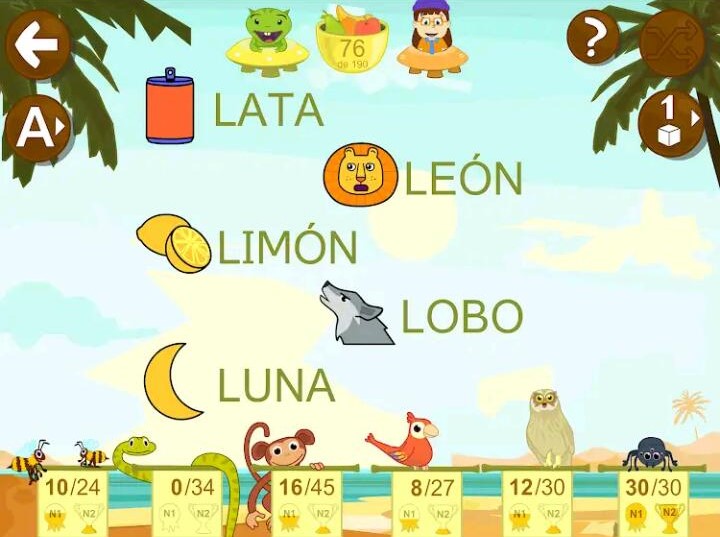 76
de 190
?
A
1
LATA
LEÓN
LIMÓN
LOBO
LUNA
10/24
0/34
16/45
8/27
12/30
30/30
N1 N2
N1 N2
N1 N2
N1 N2
N1 N2
N1 N2